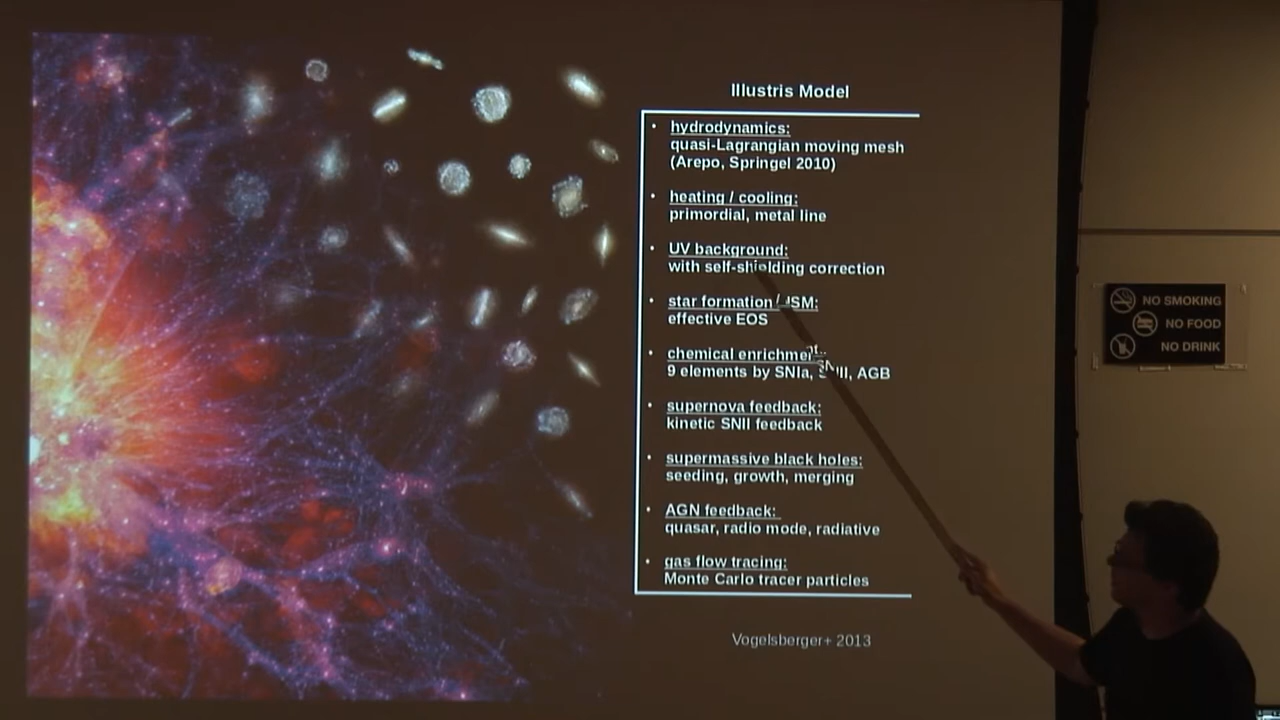 Illustris Model
• hydrodynamics:
quasi-Lagrangian moving mesh
(Arepo, Springel 2010)
• heating / cooling:
primordial, metal line
• UV background:
with self-shielding correction
• star formation / ISM:
effective EOS
• chemical enrichment:
9 elements by SNIa, SNII, AGB
• supernova feedback:
kinetic SNII feedback
• supermassive black holes:
seeding, growth, merging
• AGN feedback:
quasar, radio mode, radiative
• gas flow tracing:
Monte Carlo tracer particles
Vogelsberger+ 2013
NO SMOKING
NO FOOD
NO DRINK